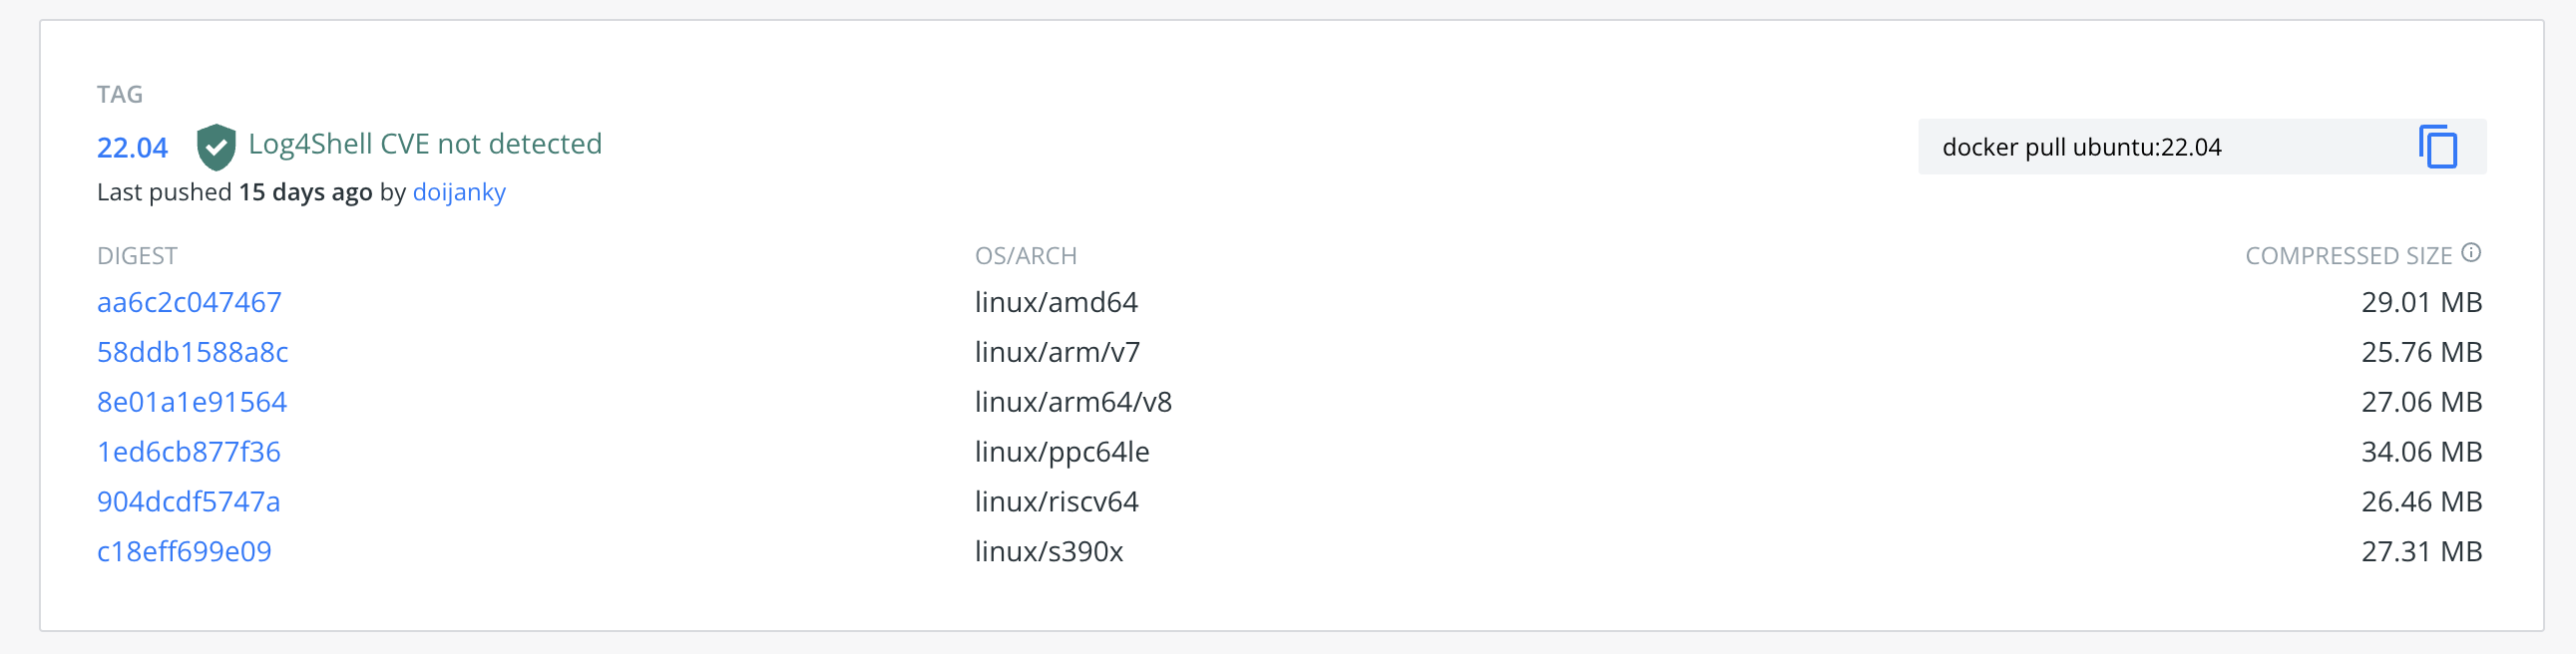 TAG
22.04 Log4Shell CVE not detected
docker pull ubuntu:22.04
Last pushed 15 days ago by doijanky
DIGEST OS/ARCH COMPRESSED SIZE
aa6c2c047467 linux/amd64 29.01 MB
58ddb1588a8c linux/arm/v7 25.76 MB
8e01a1e91564 linux/arm64/v8 27.06 MB
1ed6cb877f36 linux/ppc64le 34.06 MB
904dcdf5747a linux/riscv64 26.46 MB
c18eff699e09 linux/s390x 27.31 MB